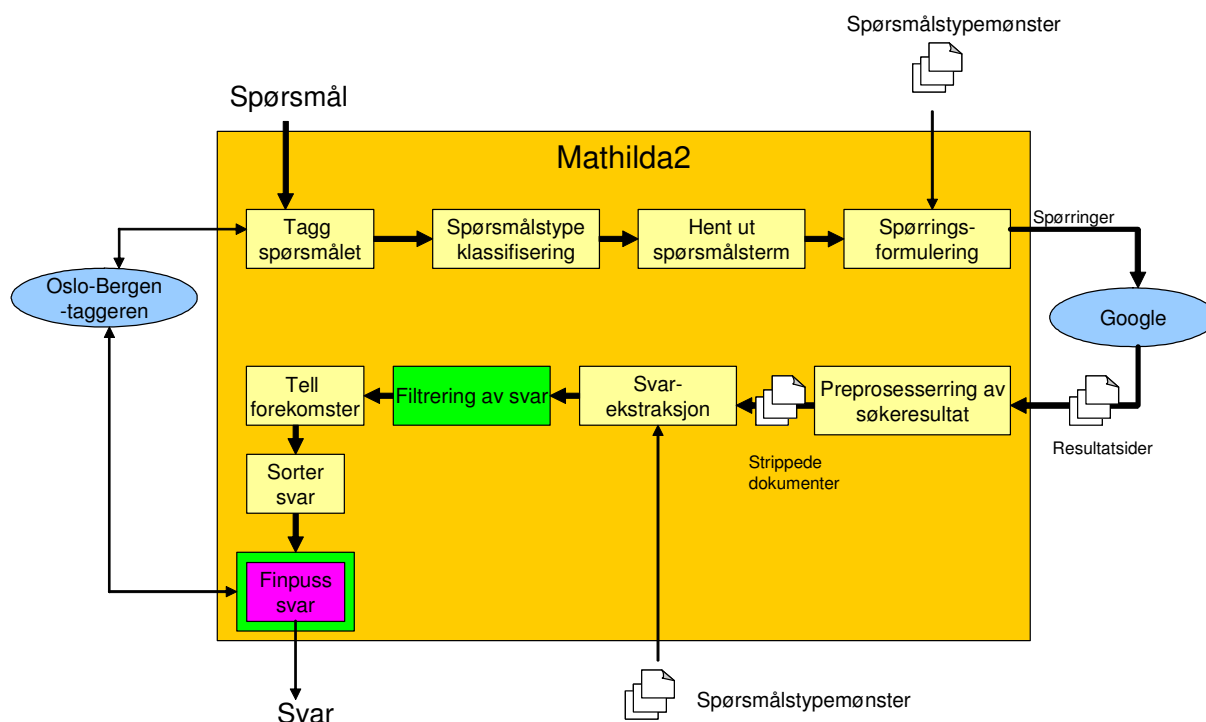 Spørsmålstypemønster
Spørsmål
Mathilda2
Tagg
spørsmålet
Spørsmålstype
klassifisering
Hent ut
spørsmålsterm
Spørrings-
formulering
Spørringer
Oslo-Bergen
-taggeren
Google
Tell
forekomster
Filtrering av svar
Svar-
ekstraksjon
Preprosesserring av
søkeresultat
Strippede
dokumenter
Resultatsider
Sorter
svar
Finpuss
svar
Svar
Spørsmålstypemønster